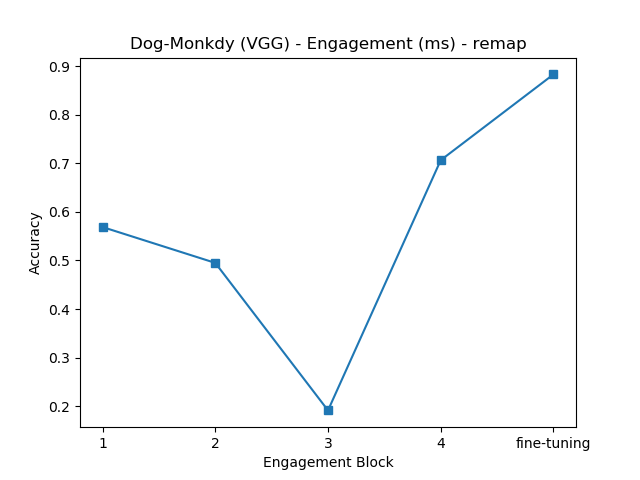 Dog-Monkdy (VGG) - Engagement (ms) - remap
Accuracy
0.9
0.8
0.7
0.6
0.5
0.4
0.3
0.2
1 2 3 4 fine-tuning
Engagement Block